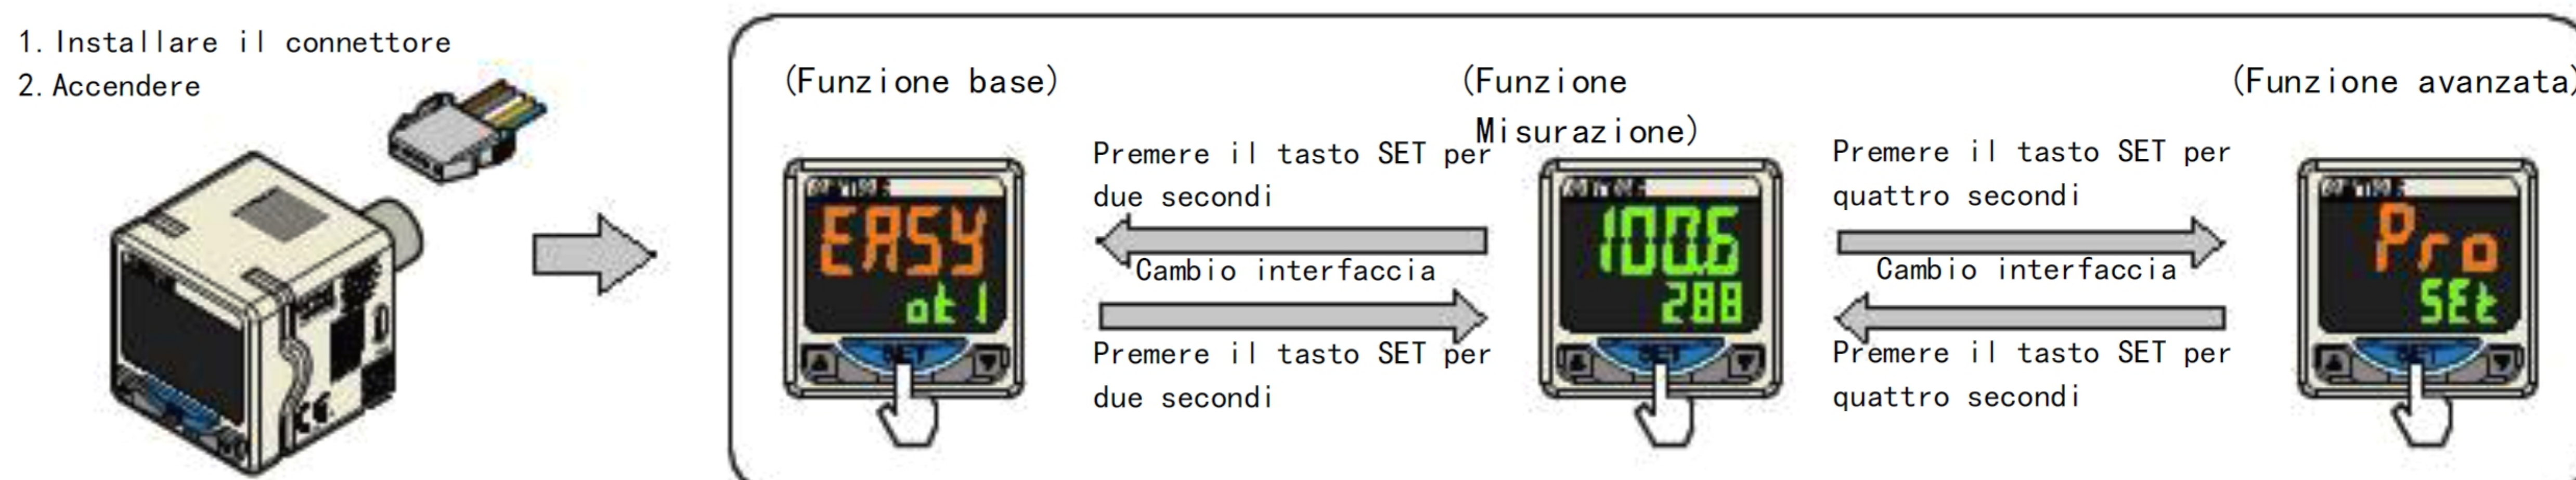 1. Installare il connettore
2. Accendere
(Funzione base)
(Funzione
Misurazione)
(Funzione avanzata)
Premere il tasto SET per
due secondi
Premere il tasto SET per
quattro secondi
EASY
ot1
100.6
288
Pro
SEt
Cambio interfaccia
Cambio interfaccia
SET
SET
SET
Premere il tasto SET per
due secondi
Premere il tasto SET per
quattro secondi